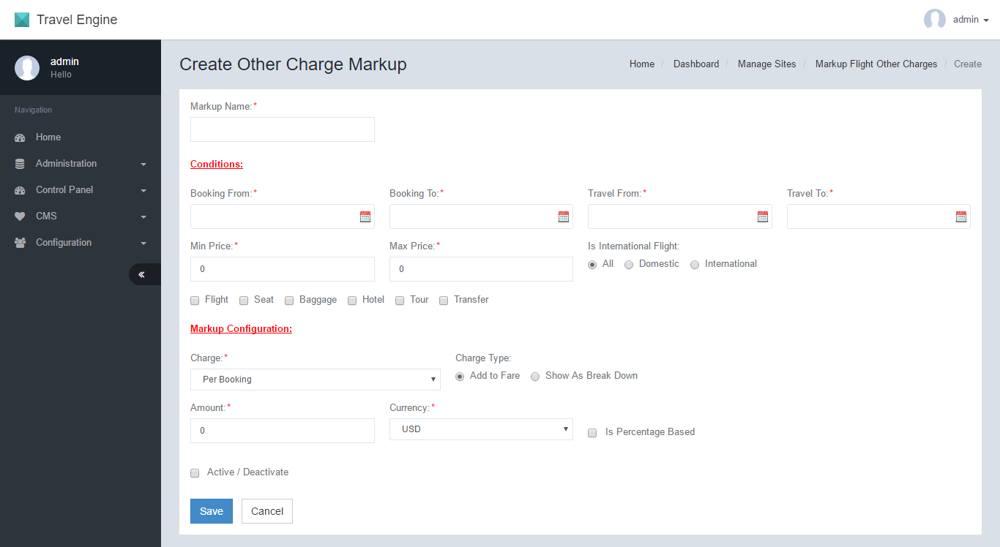 Travel Engine
admin
admin
Hello
Navigation
Home
Administration
Control Panel
CMS
Configuration
Create Other Charge Markup
Home / Dashboard / Manage Sites / Markup Flight Other Charges / Create
Markup Name:*
Conditions:
Booking From:* Booking To:* Travel From:* Travel To:*
Min Price:* Max Price:* Is International Flight:
0 0 All Domestic International
Flight Seat Baggage Hotel Tour Transfer
Markup Configuration:
Charge:* Charge Type:
Per Booking Add to Fare Show As Break Down
Amount:* Currency:*
0 USD Is Percentage Based
Active / Deactivate
Save Cancel